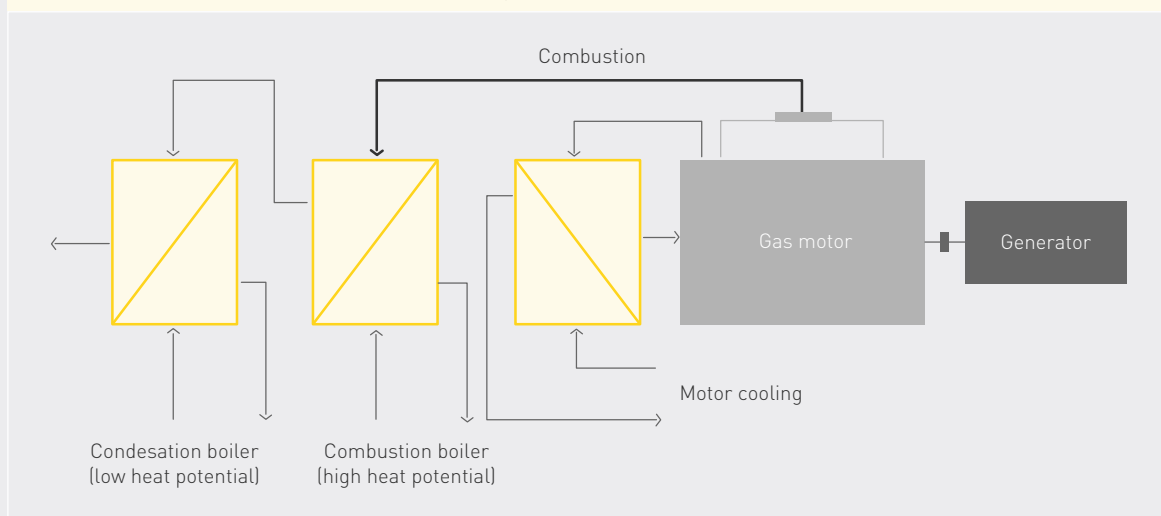 Combustion
Gas motor
Generator
Motor cooling
Condesation boiler
(low heat potential)
Combustion boiler
(high heat potential)